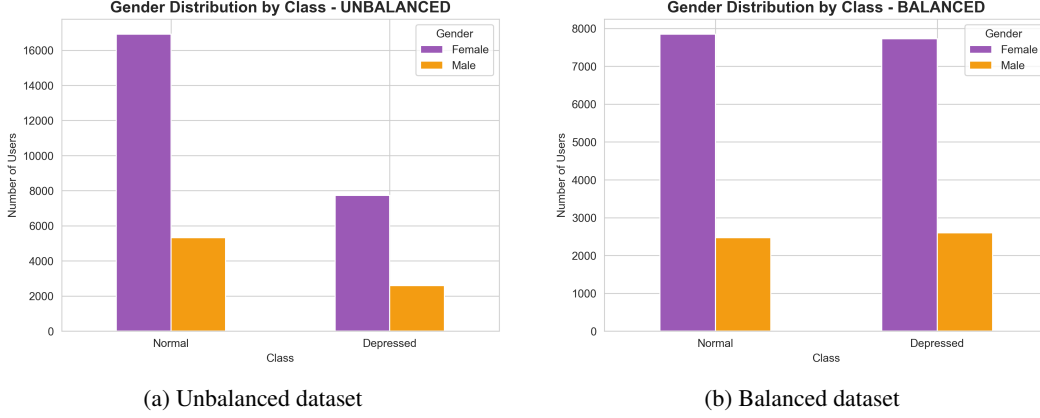 Gender Distribution by Class - UNBALANCED
Gender
Female
Male
16000
14000
12000
10000
8000
6000
4000
2000
0
Number of Users
Normal
Depressed
Class
(a) Unbalanced dataset
Gender Distribution by Class - BALANCED
Gender
Female
Male
8000
7000
6000
5000
4000
3000
2000
1000
0
Number of Users
Normal
Depressed
Class
(b) Balanced dataset